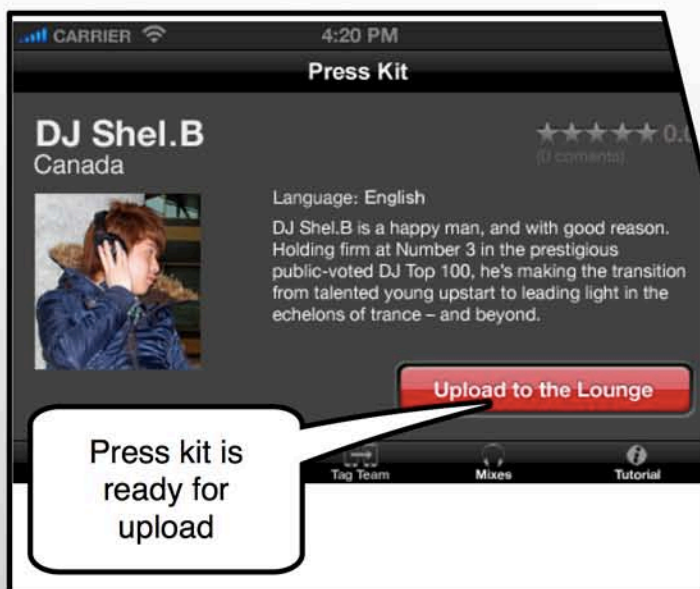 CARRIER 4:20 PM
Press Kit
DJ Shel.B
Canada
0.0
(0 coments)
Language: English
DJ Shel.B is a happy man, and with good reason.
Holding firm at Number 3 in the prestigious
public-voted DJ Top 100, he's making the transition
from talented young upstart to leading light in the
echelons of trance – and beyond.
Upload to the Lounge
Press kit is
ready for
upload
Tag Team
Mixes
Tutorial